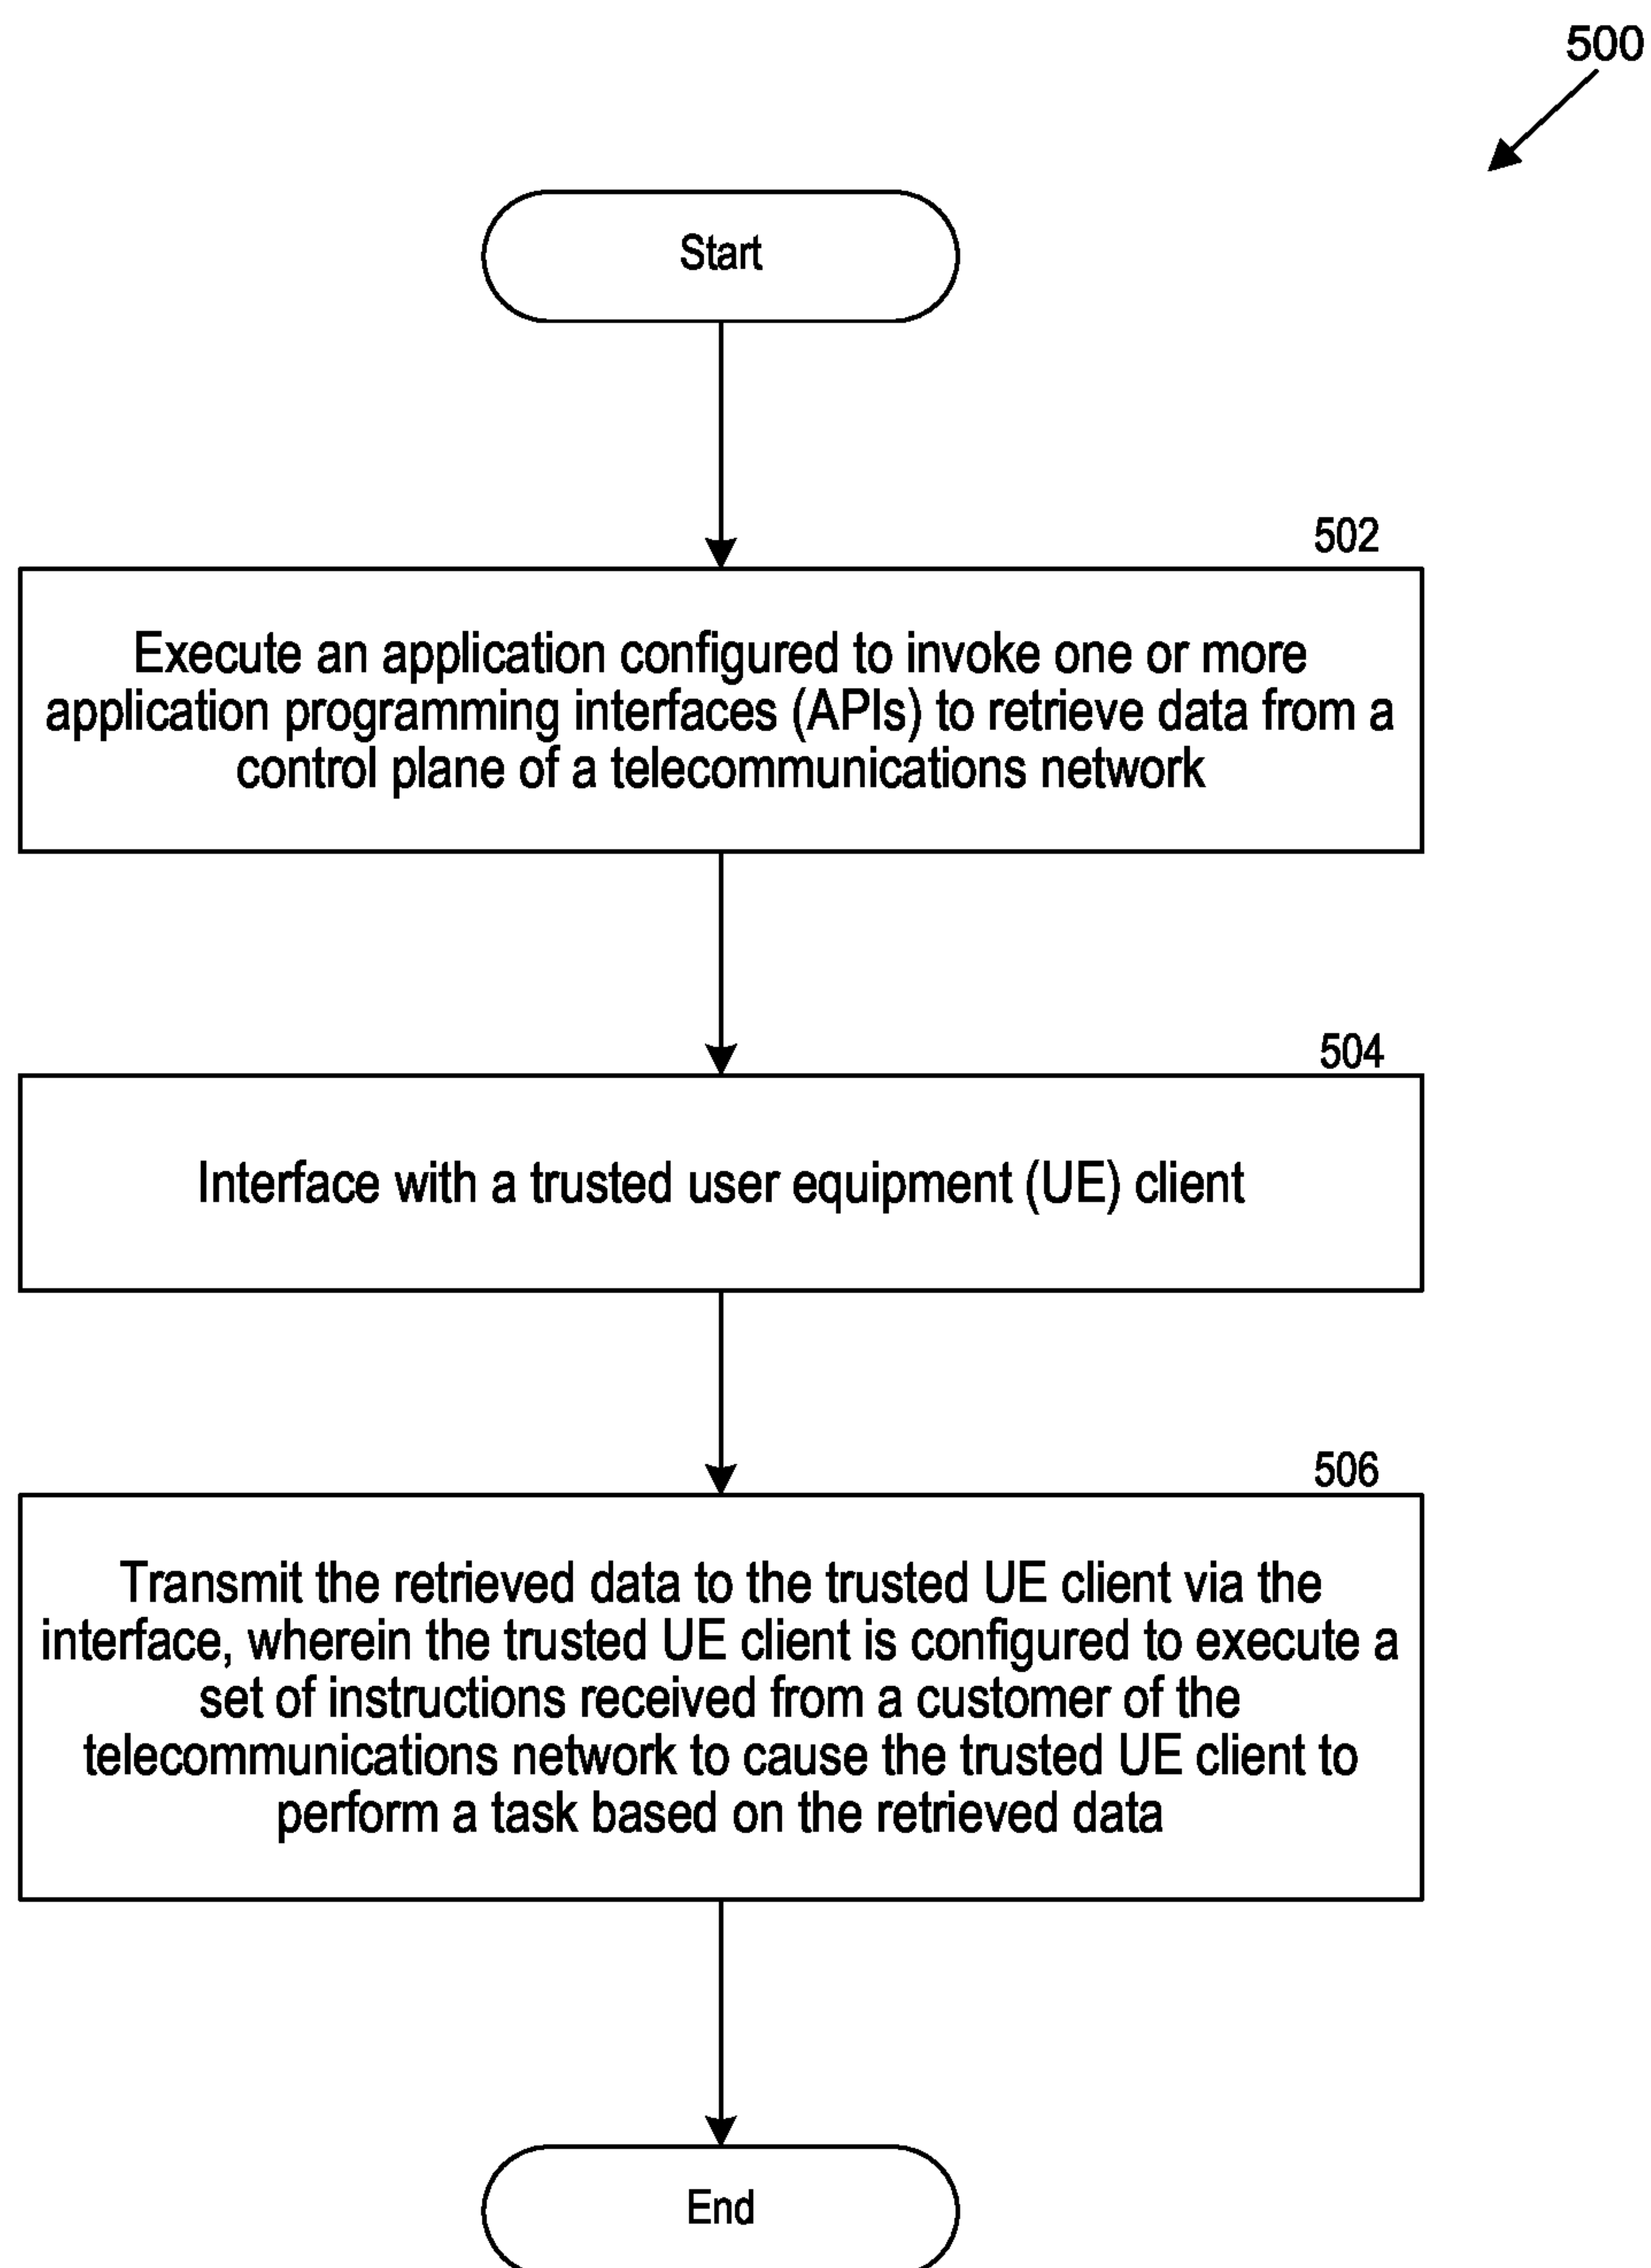 500
Start
502
Execute an application configured to invoke one or more
application programming interfaces (APIs) to retrieve data from a
control plane of a telecommunications network
504
Interface with a trusted user equipment (UE) client
506
Transmit the retrieved data to the trusted UE client via the
interface, wherein the trusted UE client is configured to execute a
set of instructions received from a customer of the
telecommunications network to cause the trusted UE client to
perform a task based on the retrieved data
End